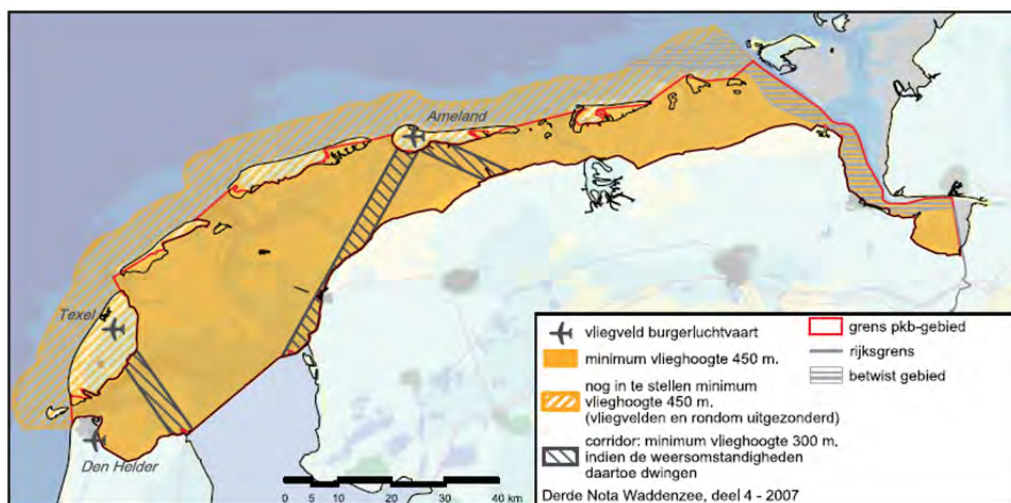 Ameland
Texel
Den Helder
0 5 10 20 30 40 km
vliegveld burgerluchtvaart
minimum vlieghoogte 450 m.
nog in te stellen minimum
vlieghoogte 450 m.
(vliegvelden en rondom uitgezonderd)
corridor: minimum vlieghoogte 300 m.
indien de weersomstandigheden
daartoe dwingen
grens pkb-gebied
rijksgrens
betwist gebied
Derde Nota Waddenzee, deel 4 - 2007